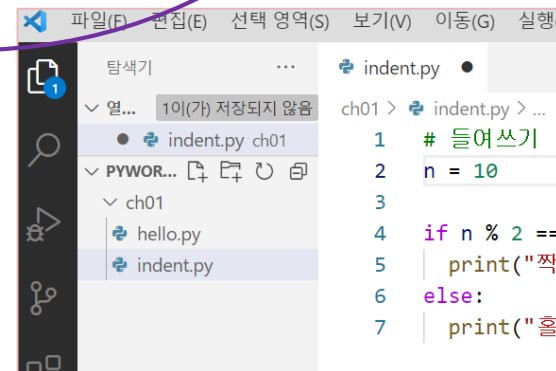 파일(F) 편집(E) 선택 영역(S) 보기(V) 이동(G) 실행
탐색기 ...
indent.py ●
열... 1이(가) 저장되지 않음
● indent.py ch01
PYWOR...
ch01
hello.py
indent.py
1
ch01 > indent.py > ...
1 # 들여쓰기
2 n = 10
3
4 if n % 2 ==
5 print("짝
6 else:
7 print("홀